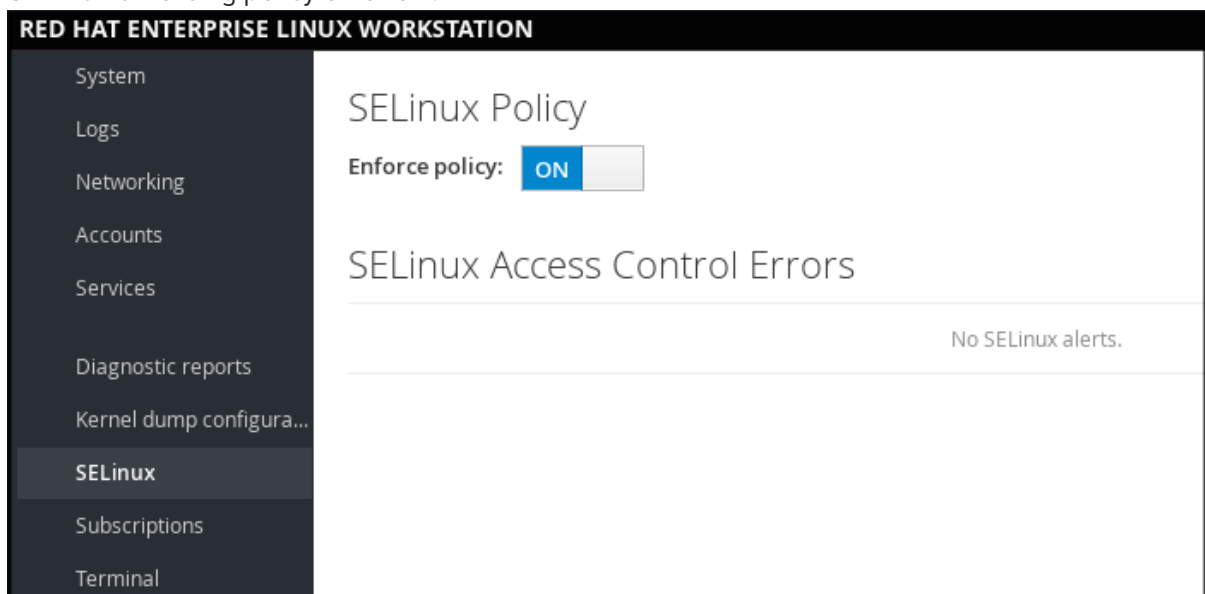 RED HAT ENTERPRISE LINUX WORKSTATION
System
Logs
Networking
Accounts
Services
Diagnostic reports
Kernel dump configura...
SELinux
Subscriptions
Terminal
SELinux Policy
Enforce policy: ON
SELinux Access Control Errors
No SELinux alerts.